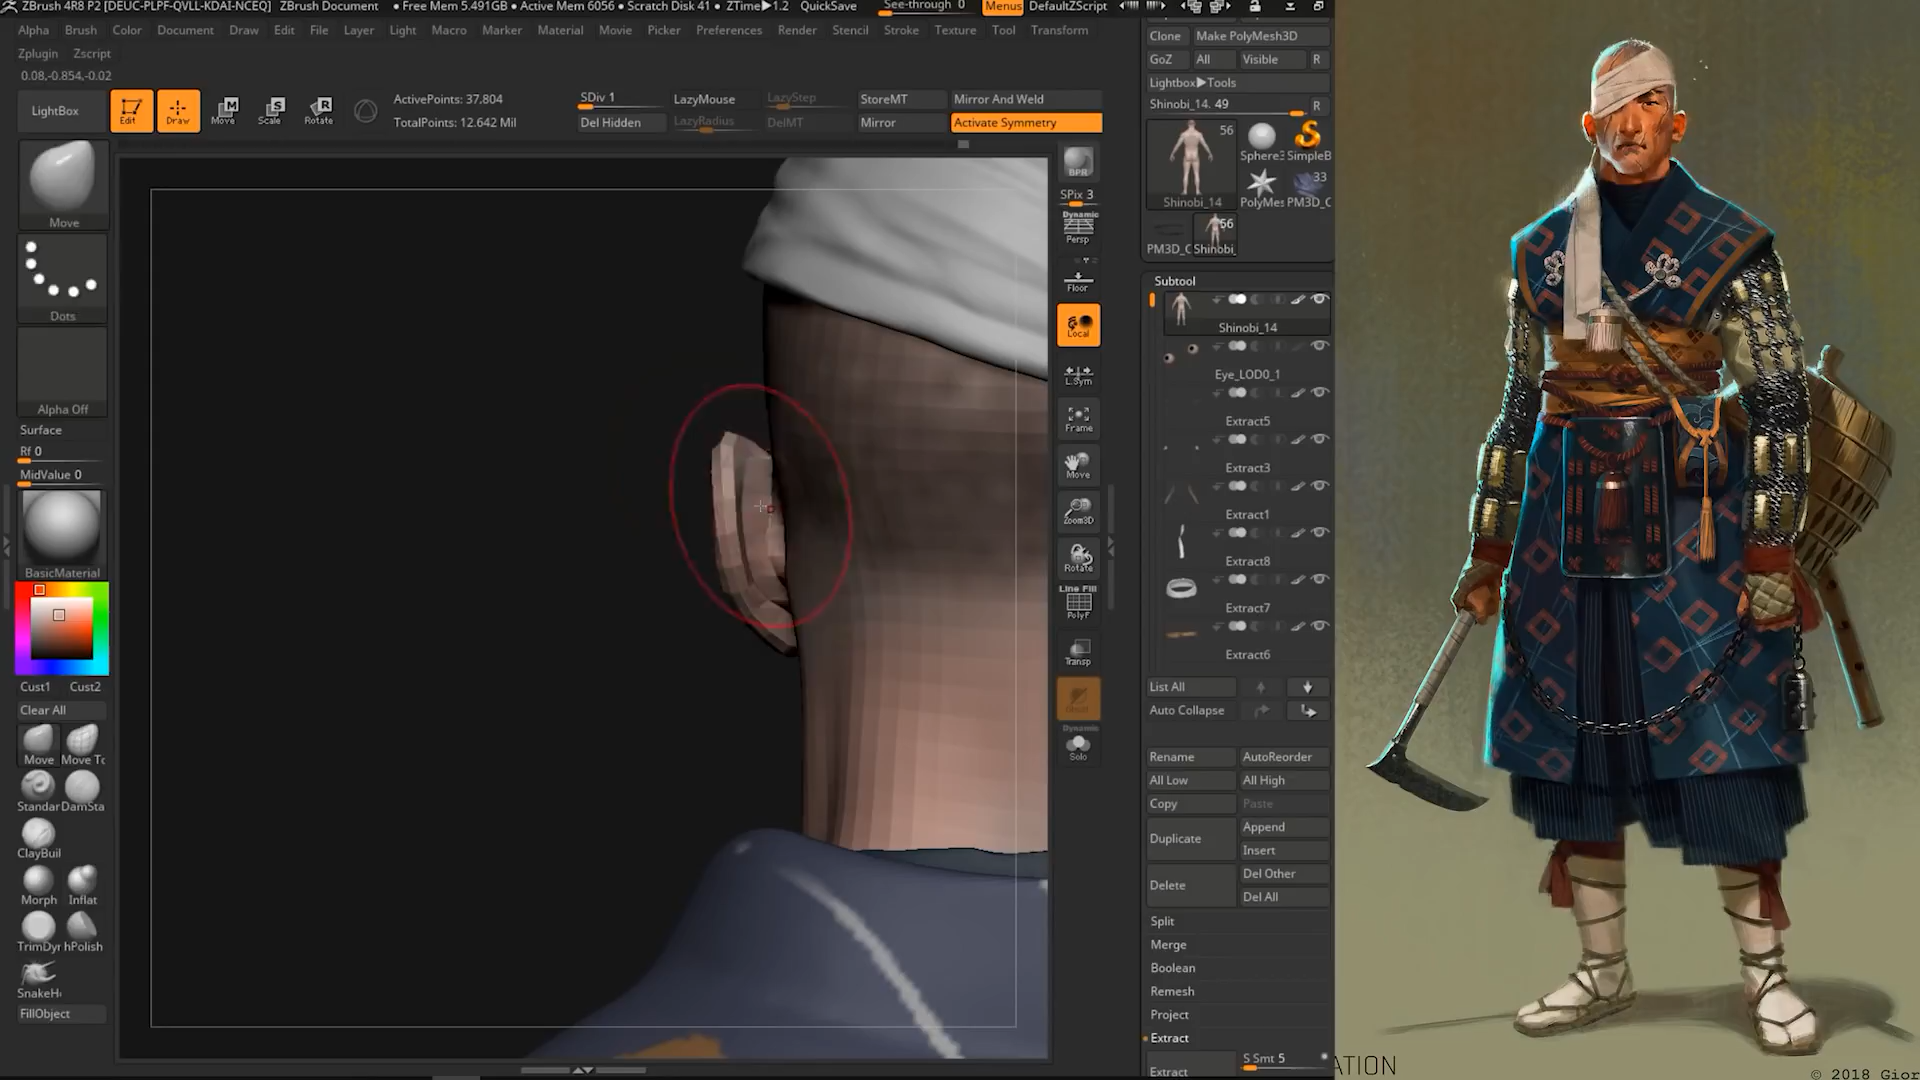 ZBrush 4R8 P2 [DEUC-PLPF-QVLL-KDAI-NCEQ] ZBrush Document • Free Mem 5.491GB • Active Mem 6056 • Scratch Disk 41 • ZTime▶1.2 QuickSave See-through 0 Menus DefaultZScript
Alpha Brush Color Document Draw Edit File Layer Light Macro Marker Material Movie Picker Preferences Render Stencil Stroke Texture Tool Transform
Zplugin Zscript
0.08,-0.854,-0.02
LightBox Edit Draw Move Scale Rotate
ActivePoints: 37,804
TotalPoints: 12.642 Mil
SDiv 1 LazyMouse LazyStep StoreMT Mirror And Weld
Del Hidden LazyRadius DelMT Mirror Activate Symmetry
Move
Dots
Alpha Off
Surface
Rf 0
MidValue 0
BasicMaterial
Cust1 Cust2
Clear All
Move Move Tc
Standar DamSta
ClayBuil
Morph Inflat
TrimDyr hPolish
SnakeH
FillObject
BPR
SPix 3
Dynamic
Persp
Floor
Local
L.Sym
Frame
Move
Zoom3D
Rotate
Line Fill
PolyF
Transp
Ghost
Dynamic
Solo
Clone Make PolyMesh3D
GoZ All Visible R
Lightbox▶Tools
Shinobi_14. 49 R
56
Sphere3 SimpleB
33
Shinobi_14 PolyMes PM3D_C
56
PM3D_C Shinobi_
Subtool
Shinobi_14
Eye_LOD0_1
Extract5
Extract3
Extract1
Extract8
Extract7
Extract6
List All
Auto Collapse
Rename AutoReorder
All Low All High
Copy Paste
Duplicate Append
Insert
Delete Del Other
Del All
Split
Merge
Boolean
Remesh
Project
Extract
Extract S Smt 5
ATION
© 2018 Gior